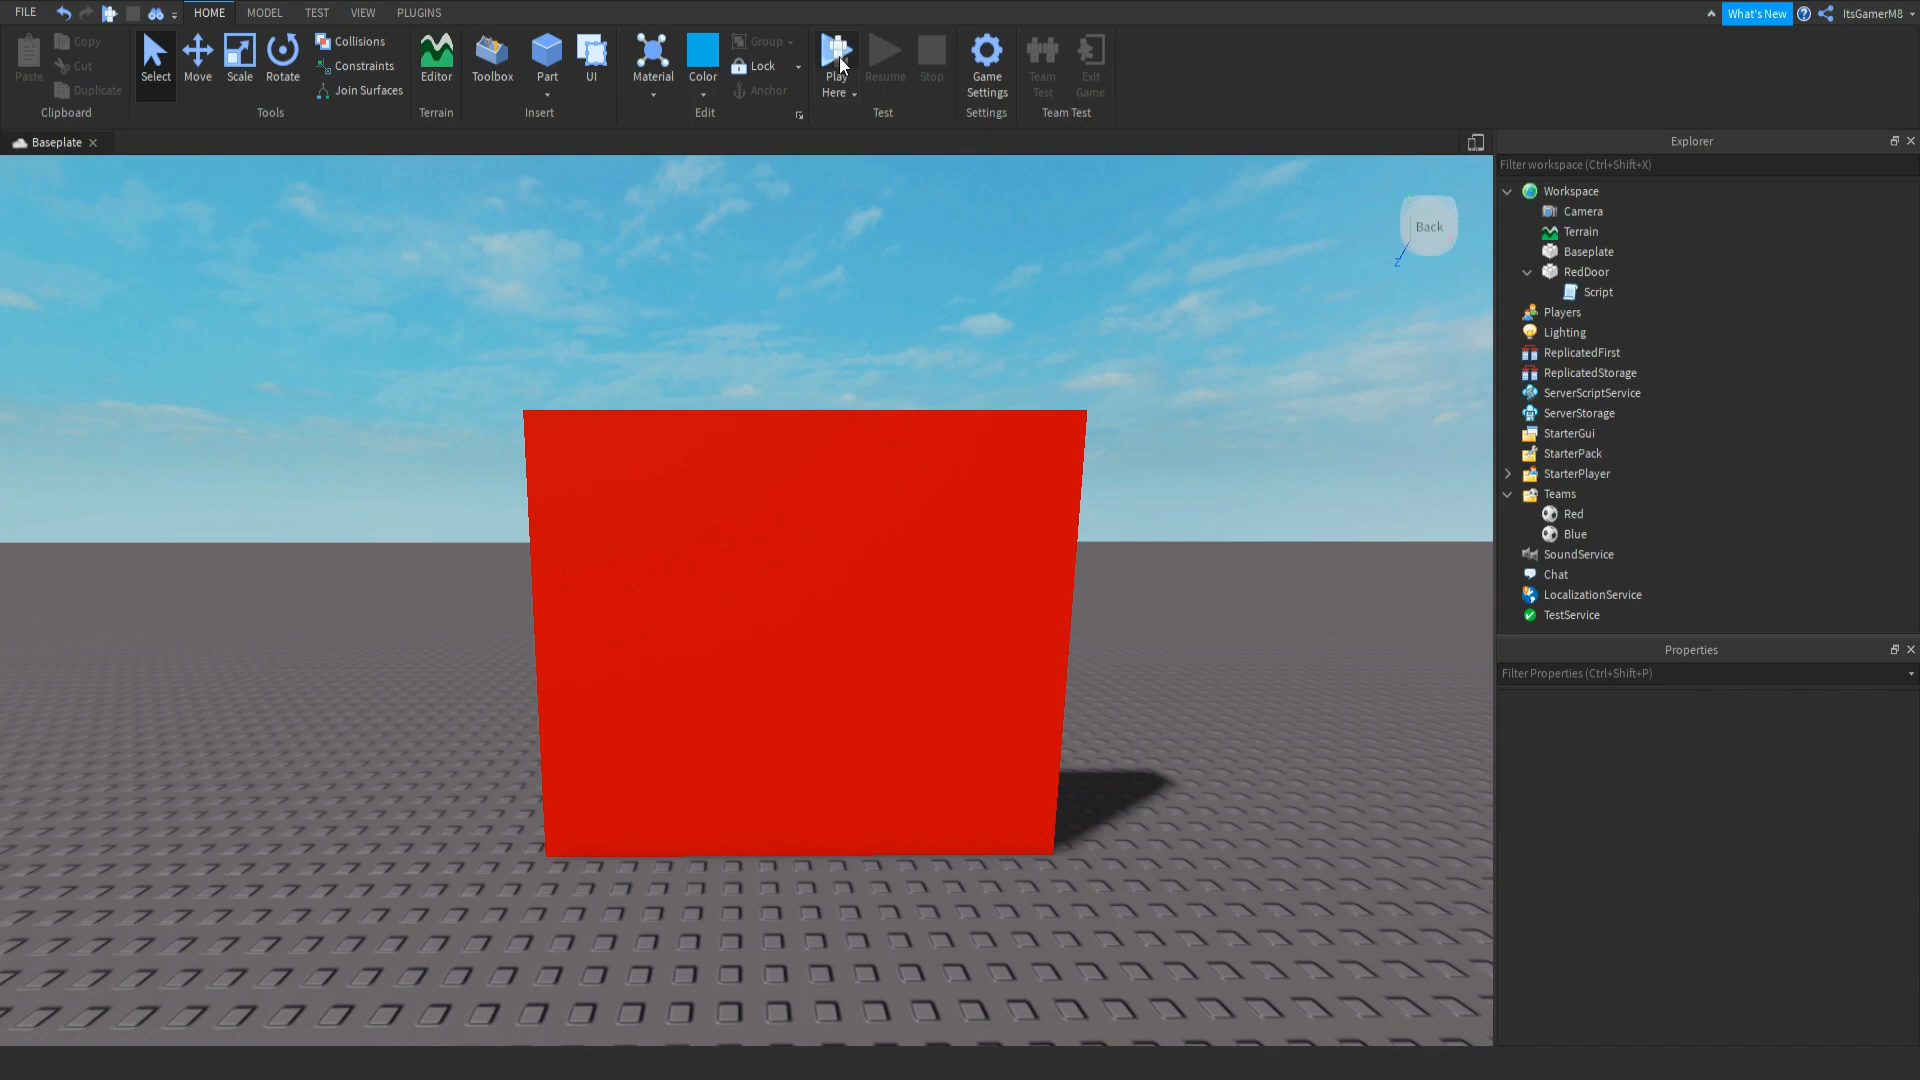 FILE HOME MODEL TEST VIEW PLUGINS What's New ItsGamerM8
Paste Copy Cut Duplicate
Clipboard
Select Move Scale Rotate Collisions Constraints Join Surfaces
Tools
Editor
Terrain
Toolbox Part UI
Insert
Material Color Group Lock Anchor
Edit
Play Here Resume Stop
Test
Game Settings
Settings
Team Test Exit Game
Team Test
Baseplate
Back
Z
Explorer
Filter workspace (Ctrl+Shift+X)
Workspace
Camera
Terrain
Baseplate
RedDoor
Script
Players
Lighting
ReplicatedFirst
ReplicatedStorage
ServerScriptService
ServerStorage
StarterGui
StarterPack
StarterPlayer
Teams
Red
Blue
SoundService
Chat
LocalizationService
TestService
Properties
Filter Properties (Ctrl+Shift+P)